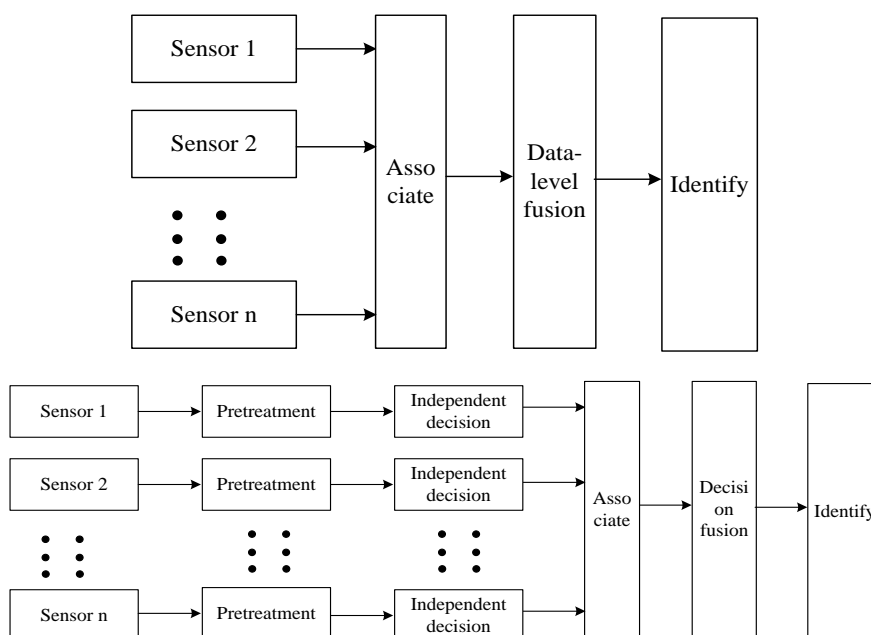 Sensor 1
Sensor 2
Sensor n
Asso
ciate
Data-
level
fusion
Identify
Sensor 1
Pretreatment
Independent
decision
Sensor 2
Pretreatment
Independent
decision
Sensor n
Pretreatment
Independent
decision
Asso
ciate
Decisi
on
fusion
Identify